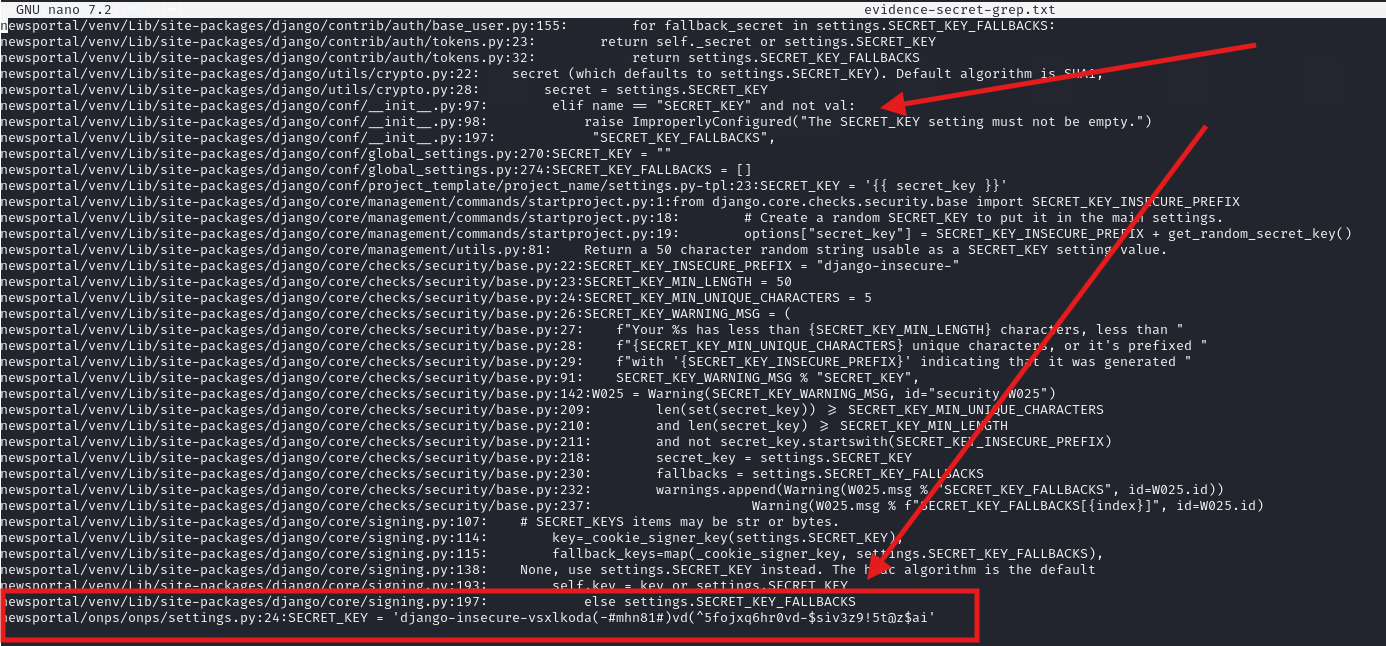 GNU nano 7.2 evidence-secret-grep.txt
newsportal/venv/Lib/site-packages/django/contrib/auth/base_user.py:155:        for fallback_secret in settings.SECRET_KEY_FALLBACKS:
newsportal/venv/Lib/site-packages/django/contrib/auth/tokens.py:23:        return self._secret or settings.SECRET_KEY
newsportal/venv/Lib/site-packages/django/contrib/auth/tokens.py:32:            return settings.SECRET_KEY_FALLBACKS
newsportal/venv/Lib/site-packages/django/utils/crypto.py:22:    secret (which defaults to settings.SECRET_KEY). Default algorithm is SHA1,
newsportal/venv/Lib/site-packages/django/utils/crypto.py:28:        secret = settings.SECRET_KEY
newsportal/venv/Lib/site-packages/django/conf/__init__.py:97:        elif name == "SECRET_KEY" and not val:
newsportal/venv/Lib/site-packages/django/conf/__init__.py:98:            raise ImproperlyConfigured("The SECRET_KEY setting must not be empty.")
newsportal/venv/Lib/site-packages/django/conf/__init__.py:197:            "SECRET_KEY_FALLBACKS",
newsportal/venv/Lib/site-packages/django/conf/global_settings.py:270:SECRET_KEY = ""
newsportal/venv/Lib/site-packages/django/conf/global_settings.py:274:SECRET_KEY_FALLBACKS = []
newsportal/venv/Lib/site-packages/django/conf/project_template/project_name/settings.py-tpl:23:SECRET_KEY = '{{ secret_key }}'
newsportal/venv/Lib/site-packages/django/core/management/commands/startproject.py:1:from django.core.checks.security.base import SECRET_KEY_INSECURE_PREFIX
newsportal/venv/Lib/site-packages/django/core/management/commands/startproject.py:18:        # Create a random SECRET_KEY to put it in the main settings.
newsportal/venv/Lib/site-packages/django/core/management/commands/startproject.py:19:        options["secret_key"] = SECRET_KEY_INSECURE_PREFIX + get_random_secret_key()
newsportal/venv/Lib/site-packages/django/core/management/utils.py:81:    Return a 50 character random string usable as a SECRET_KEY setting value.
newsportal/venv/Lib/site-packages/django/core/checks/security/base.py:22:SECRET_KEY_INSECURE_PREFIX = "django-insecure-"
newsportal/venv/Lib/site-packages/django/core/checks/security/base.py:23:SECRET_KEY_MIN_LENGTH = 50
newsportal/venv/Lib/site-packages/django/core/checks/security/base.py:24:SECRET_KEY_MIN_UNIQUE_CHARACTERS = 5
newsportal/venv/Lib/site-packages/django/core/checks/security/base.py:26:SECRET_KEY_WARNING_MSG = (
newsportal/venv/Lib/site-packages/django/core/checks/security/base.py:27:    f"Your %s has less than {SECRET_KEY_MIN_LENGTH} characters, less than "
newsportal/venv/Lib/site-packages/django/core/checks/security/base.py:28:    f"{SECRET_KEY_MIN_UNIQUE_CHARACTERS} unique characters, or it's prefixed "
newsportal/venv/Lib/site-packages/django/core/checks/security/base.py:29:    f"with '{SECRET_KEY_INSECURE_PREFIX}' indicating that it was generated "
newsportal/venv/Lib/site-packages/django/core/checks/security/base.py:91:    SECRET_KEY_WARNING_MSG % "SECRET_KEY",
newsportal/venv/Lib/site-packages/django/core/checks/security/base.py:142:W025 = Warning(SECRET_KEY_WARNING_MSG, id="security.W025")
newsportal/venv/Lib/site-packages/django/core/checks/security/base.py:209:        len(set(secret_key)) >= SECRET_KEY_MIN_UNIQUE_CHARACTERS
newsportal/venv/Lib/site-packages/django/core/checks/security/base.py:210:        and len(secret_key) >= SECRET_KEY_MIN_LENGTH
newsportal/venv/Lib/site-packages/django/core/checks/security/base.py:211:        and not secret_key.startswith(SECRET_KEY_INSECURE_PREFIX)
newsportal/venv/Lib/site-packages/django/core/checks/security/base.py:218:        secret_key = settings.SECRET_KEY
newsportal/venv/Lib/site-packages/django/core/checks/security/base.py:230:        fallbacks = settings.SECRET_KEY_FALLBACKS
newsportal/venv/Lib/site-packages/django/core/checks/security/base.py:232:        warnings.append(Warning(W025.msg % "SECRET_KEY_FALLBACKS", id=W025.id))
newsportal/venv/Lib/site-packages/django/core/checks/security/base.py:237:                    Warning(W025.msg % f"SECRET_KEY_FALLBACKS[{index}]", id=W025.id)
newsportal/venv/Lib/site-packages/django/core/signing.py:107:    # SECRET_KEYS items may be str or bytes.
newsportal/venv/Lib/site-packages/django/core/signing.py:114:        key=_cookie_signer_key(settings.SECRET_KEY),
newsportal/venv/Lib/site-packages/django/core/signing.py:115:        fallback_keys=map(_cookie_signer_key, settings.SECRET_KEY_FALLBACKS),
newsportal/venv/Lib/site-packages/django/core/signing.py:138:    None, use settings.SECRET_KEY instead. The hmac algorithm is the default
newsportal/venv/Lib/site-packages/django/core/signing.py:193:        self.key = key or settings.SECRET_KEY
newsportal/venv/Lib/site-packages/django/core/signing.py:197:            else settings.SECRET_KEY_FALLBACKS
newsportal/onps/onps/settings.py:24:SECRET_KEY = 'django-insecure-vsxlkoda(-#mhn81#)vd(^5fojxq6hr0vd-$siv3z9!5t@z$ai'